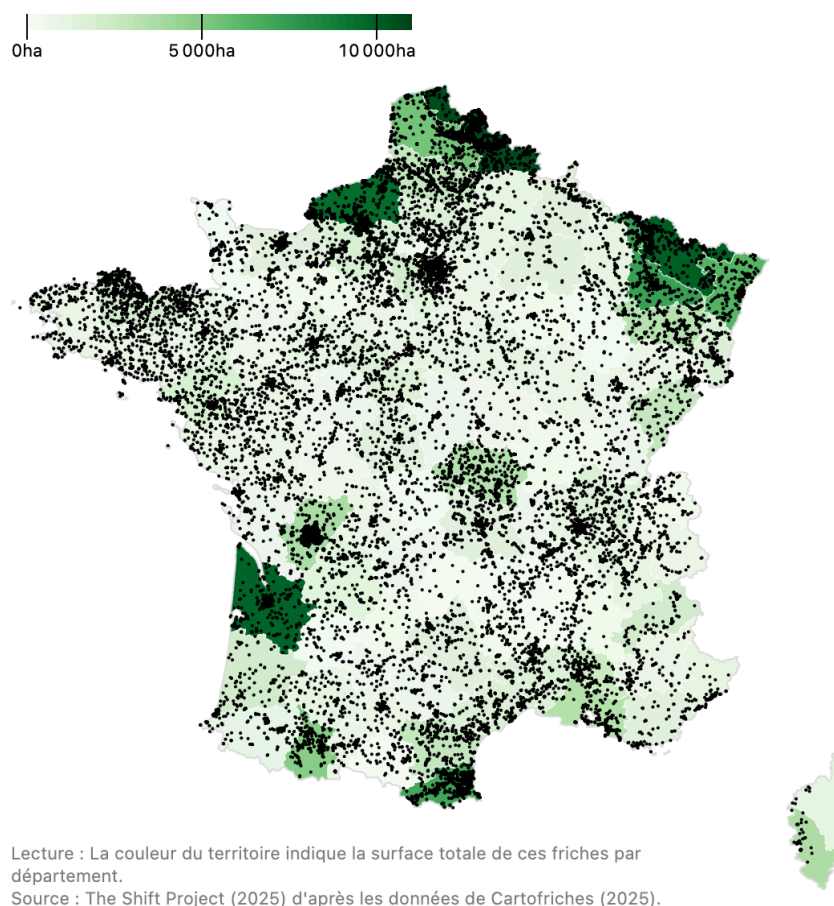 0ha 5 000ha 10 000ha
Lecture : La couleur du territoire indique la surface totale de ces friches par
département.
Source : The Shift Project (2025) d'après les données de Cartofriches (2025).